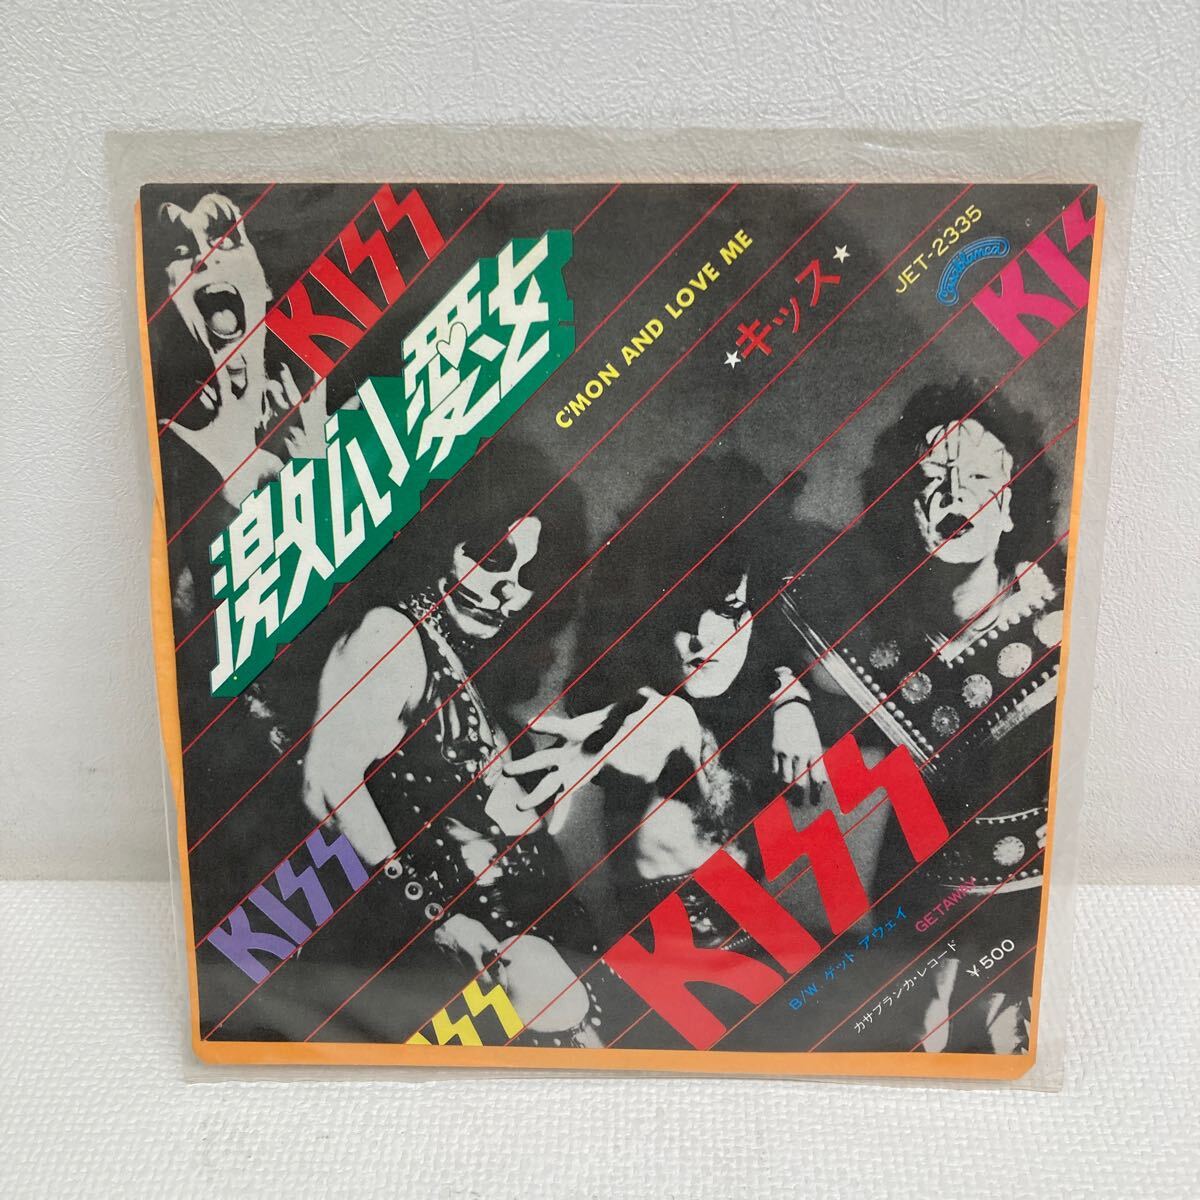 KISS
激しい愛を
C'MON AND LOVE ME
★キッス★
JET-2335
Casablanca
KIS
KISS
ISS
KISS
B/W ゲット アウェイ
GETAWAY
カサブランカ・レコード
¥500